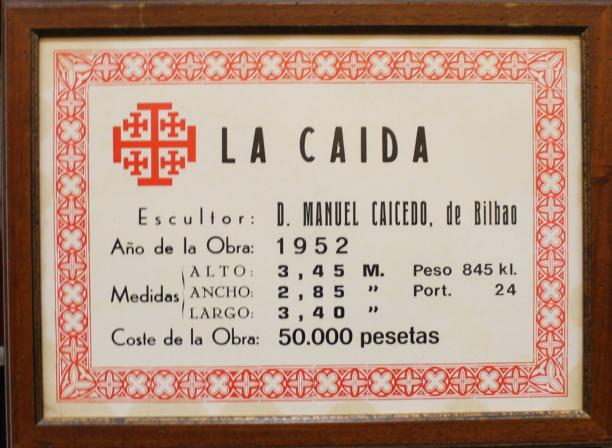 LA CAIDA
Escultor: D. MANUEL CAICEDO, de Bilbao
Año de la Obra: 1952
Medidas ALTO: 3,45 M. Peso 845 kl.
ANCHO: 2,85 " Port. 24
LARGO: 3,40 "
Coste de la Obra: 50.000 pesetas